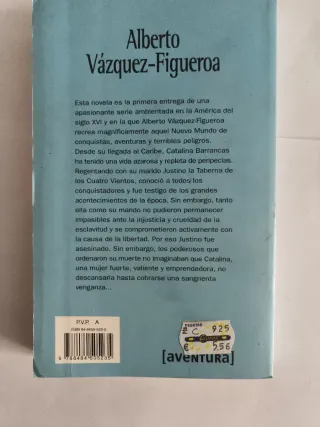 Alberto
Vázquez-Figueroa
Esta novela es la primera entrega de una
apasionante serie ambientada en la América del
siglo XVI y en la que Alberto Vázquez-Figueroa
recrea magníficamente aquel Nuevo Mundo de
conquistas, aventuras y terribles peligros.
Desde su llegada al Caribe, Catalina Barrancas
ha tenido una vida azarosa y repleta de peripecias.
Regentando con su marido Justino la Taberna de
los Cuatro Vientos, conoció a todos los
conquistadores y fue testigo de los grandes
acontecimientos de la época. Sin embargo, tanto
ella como su marido no pudieron permanecer
impasibles ante la injusticia y crueldad de la
esclavitud y se comprometieron activamente con
la causa de la libertad. Por eso Justino fue
asesinado. Sin embargo, los poderosos que
ordenaron su muerte no imaginaban que Catalina,
una mujer fuerte, valiente y emprendedora, no
descansaría hasta cobrarse una sangrienta
venganza...
P.V.P. A
925
5,56
[aVENTURA]